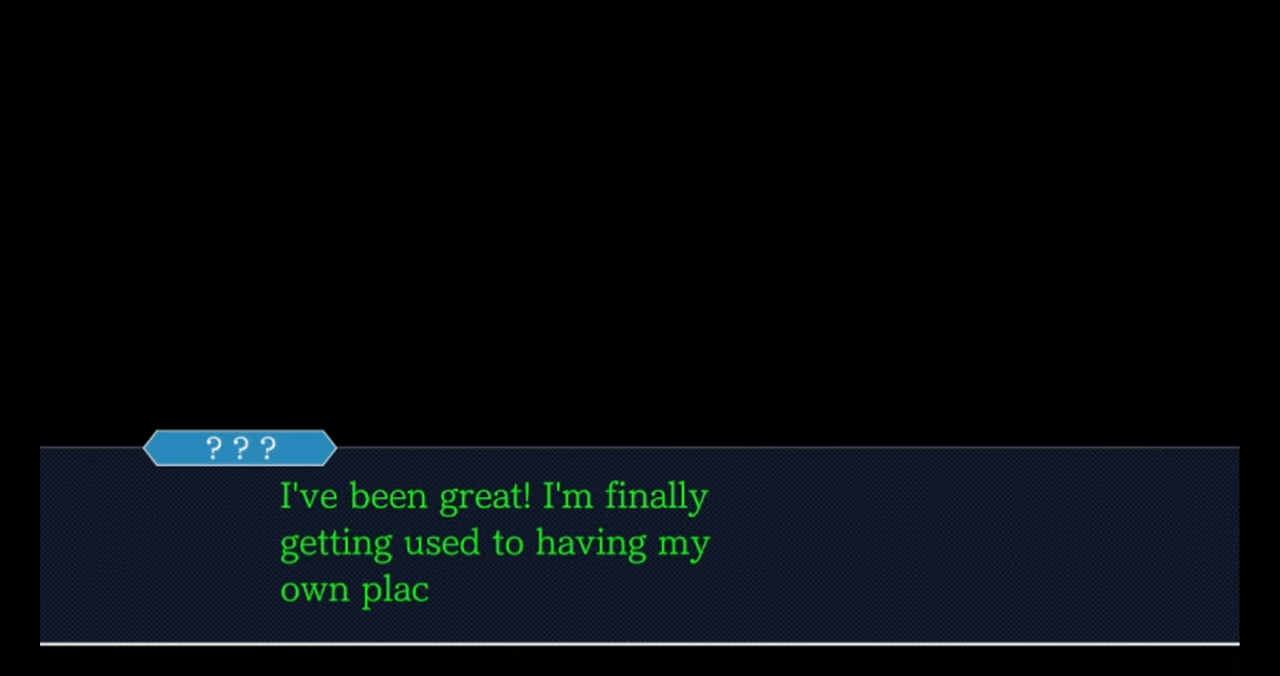 ? ? ?
I've been great! I'm finally
getting used to having my
own plac